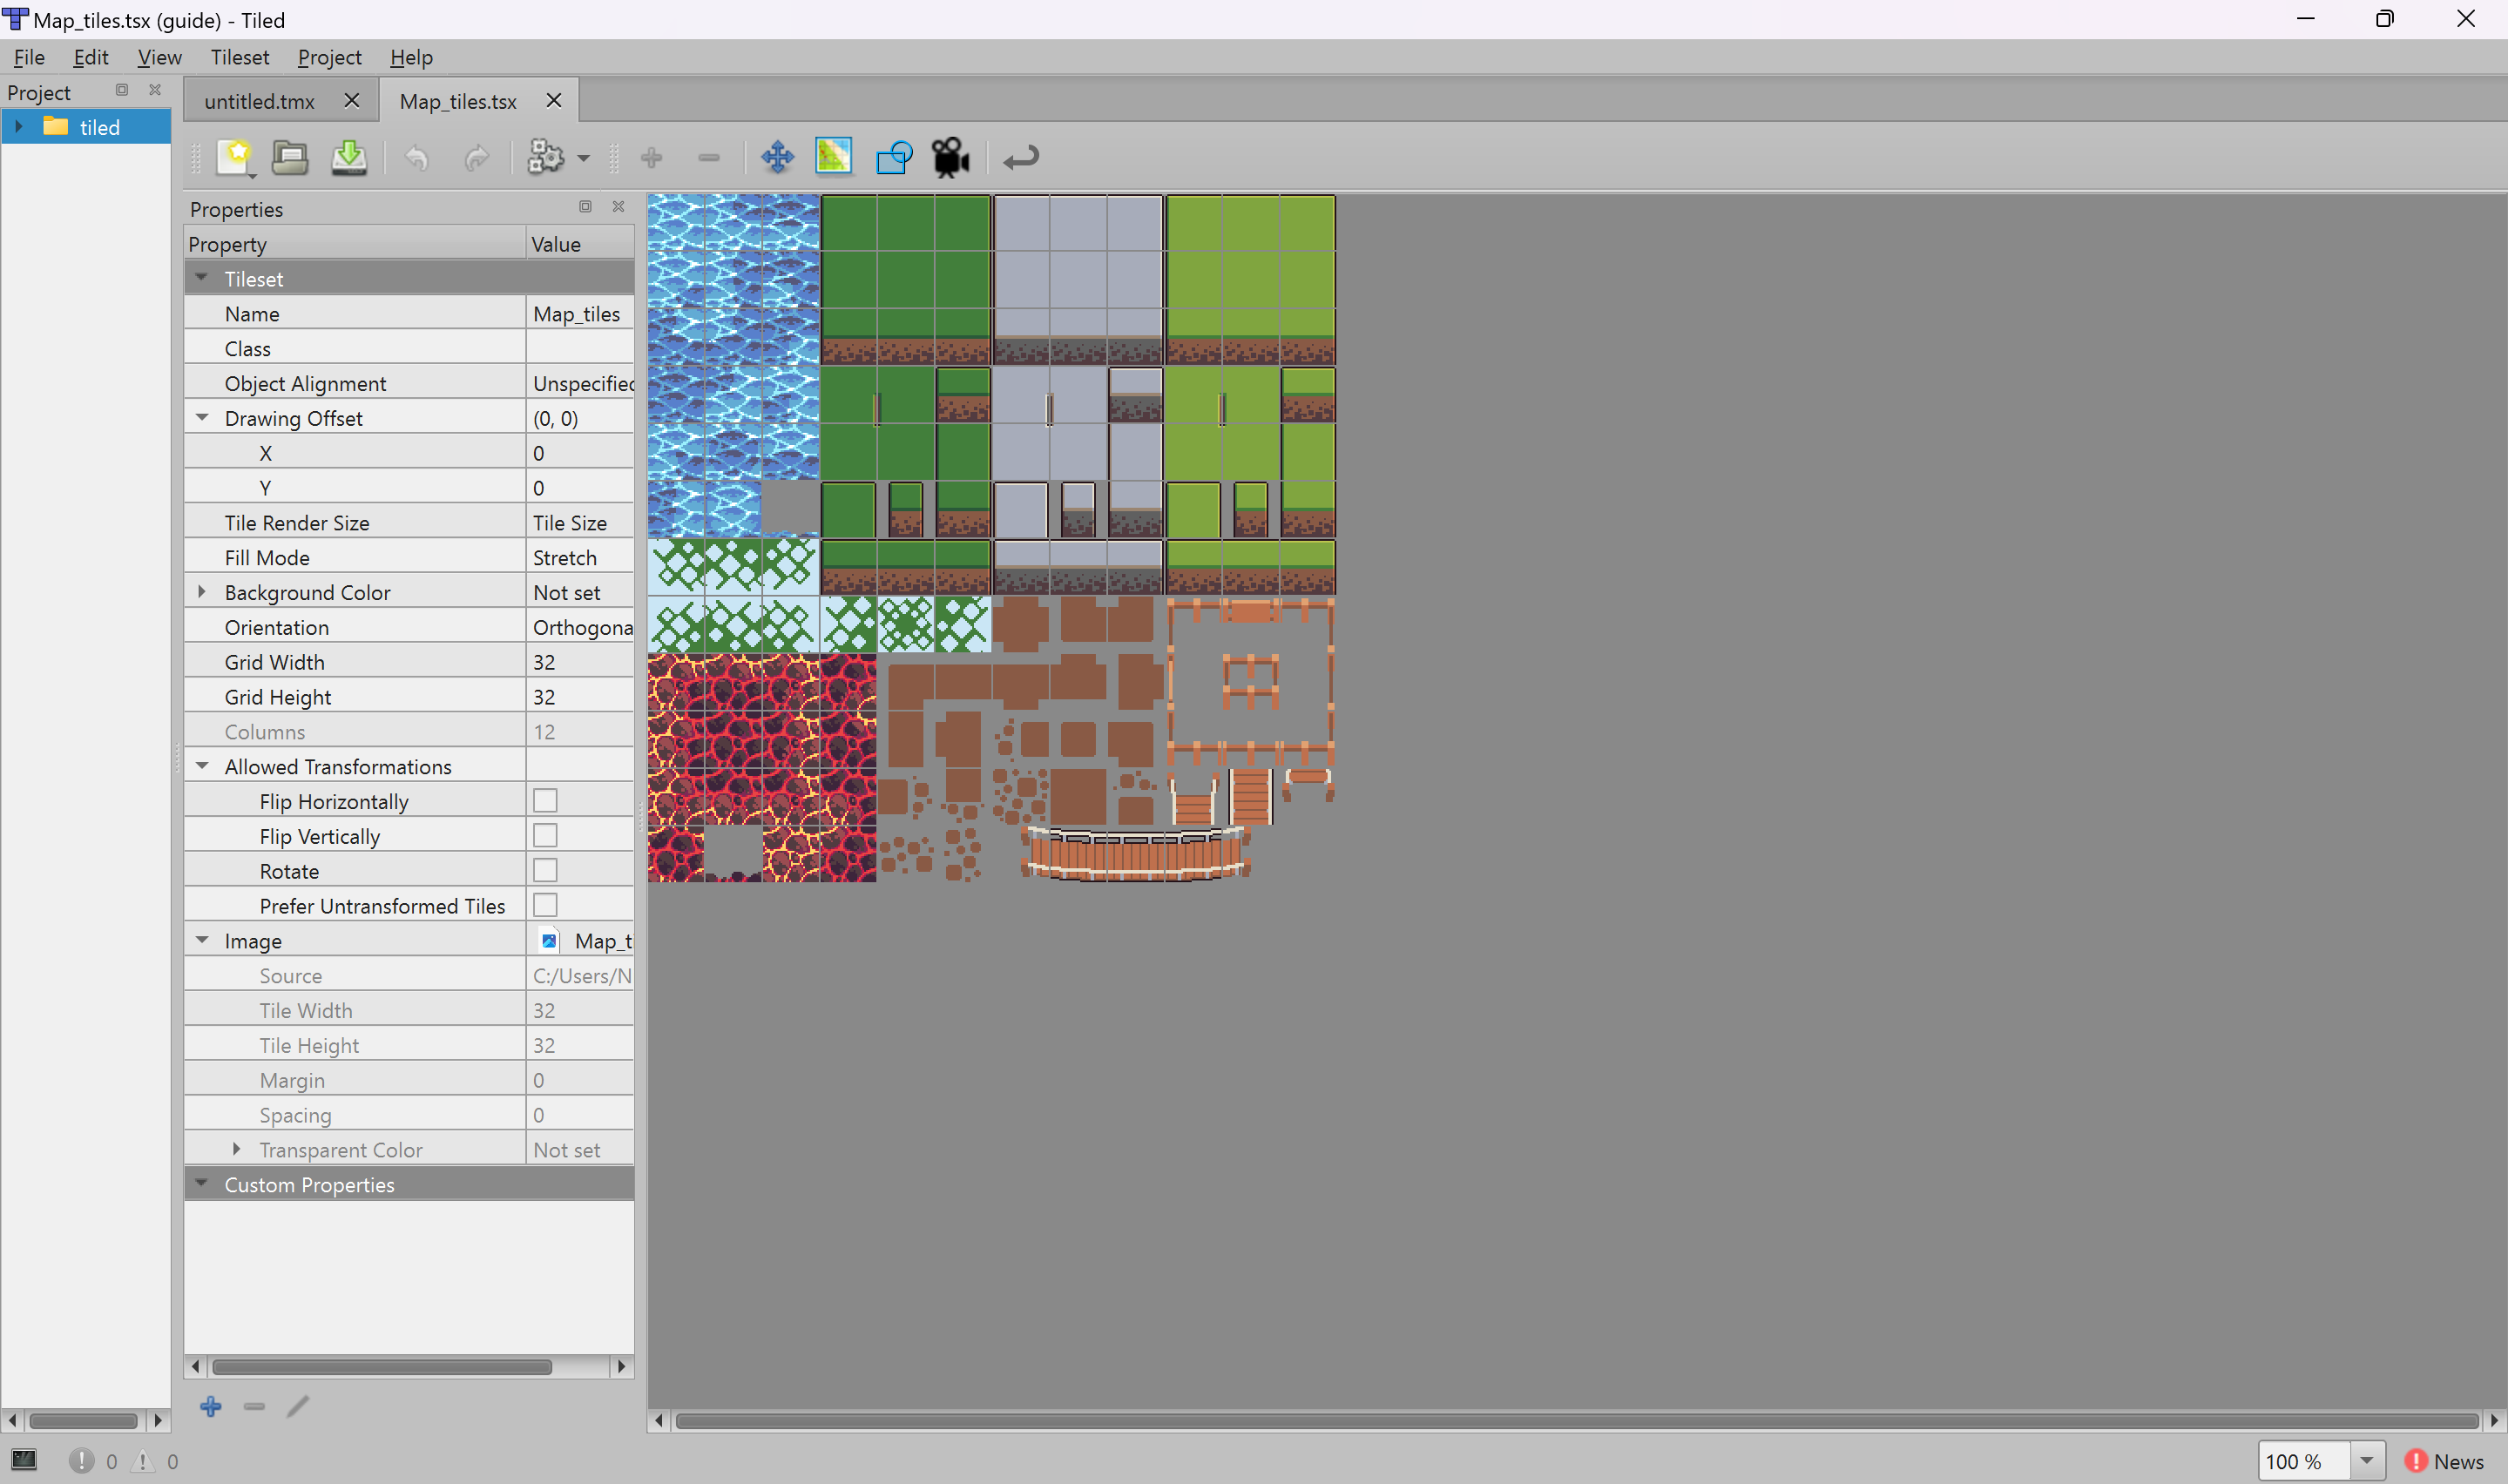 Map_tiles.tsx (guide) - Tiled
File Edit View Tileset Project Help
Project
tiled
untitled.tmx
Map_tiles.tsx
Properties
Property Value
Tileset
Name Map_tiles
Class
Object Alignment Unspecified
Drawing Offset (0, 0)
X 0
Y 0
Tile Render Size Tile Size
Fill Mode Stretch
Background Color Not set
Orientation Orthogona
Grid Width 32
Grid Height 32
Columns 12
Allowed Transformations
Flip Horizontally
Flip Vertically
Rotate
Prefer Untransformed Tiles
Image Map_t
Source C:/Users/N
Tile Width 32
Tile Height 32
Margin 0
Spacing 0
Transparent Color Not set
Custom Properties
0 0
100 %
News